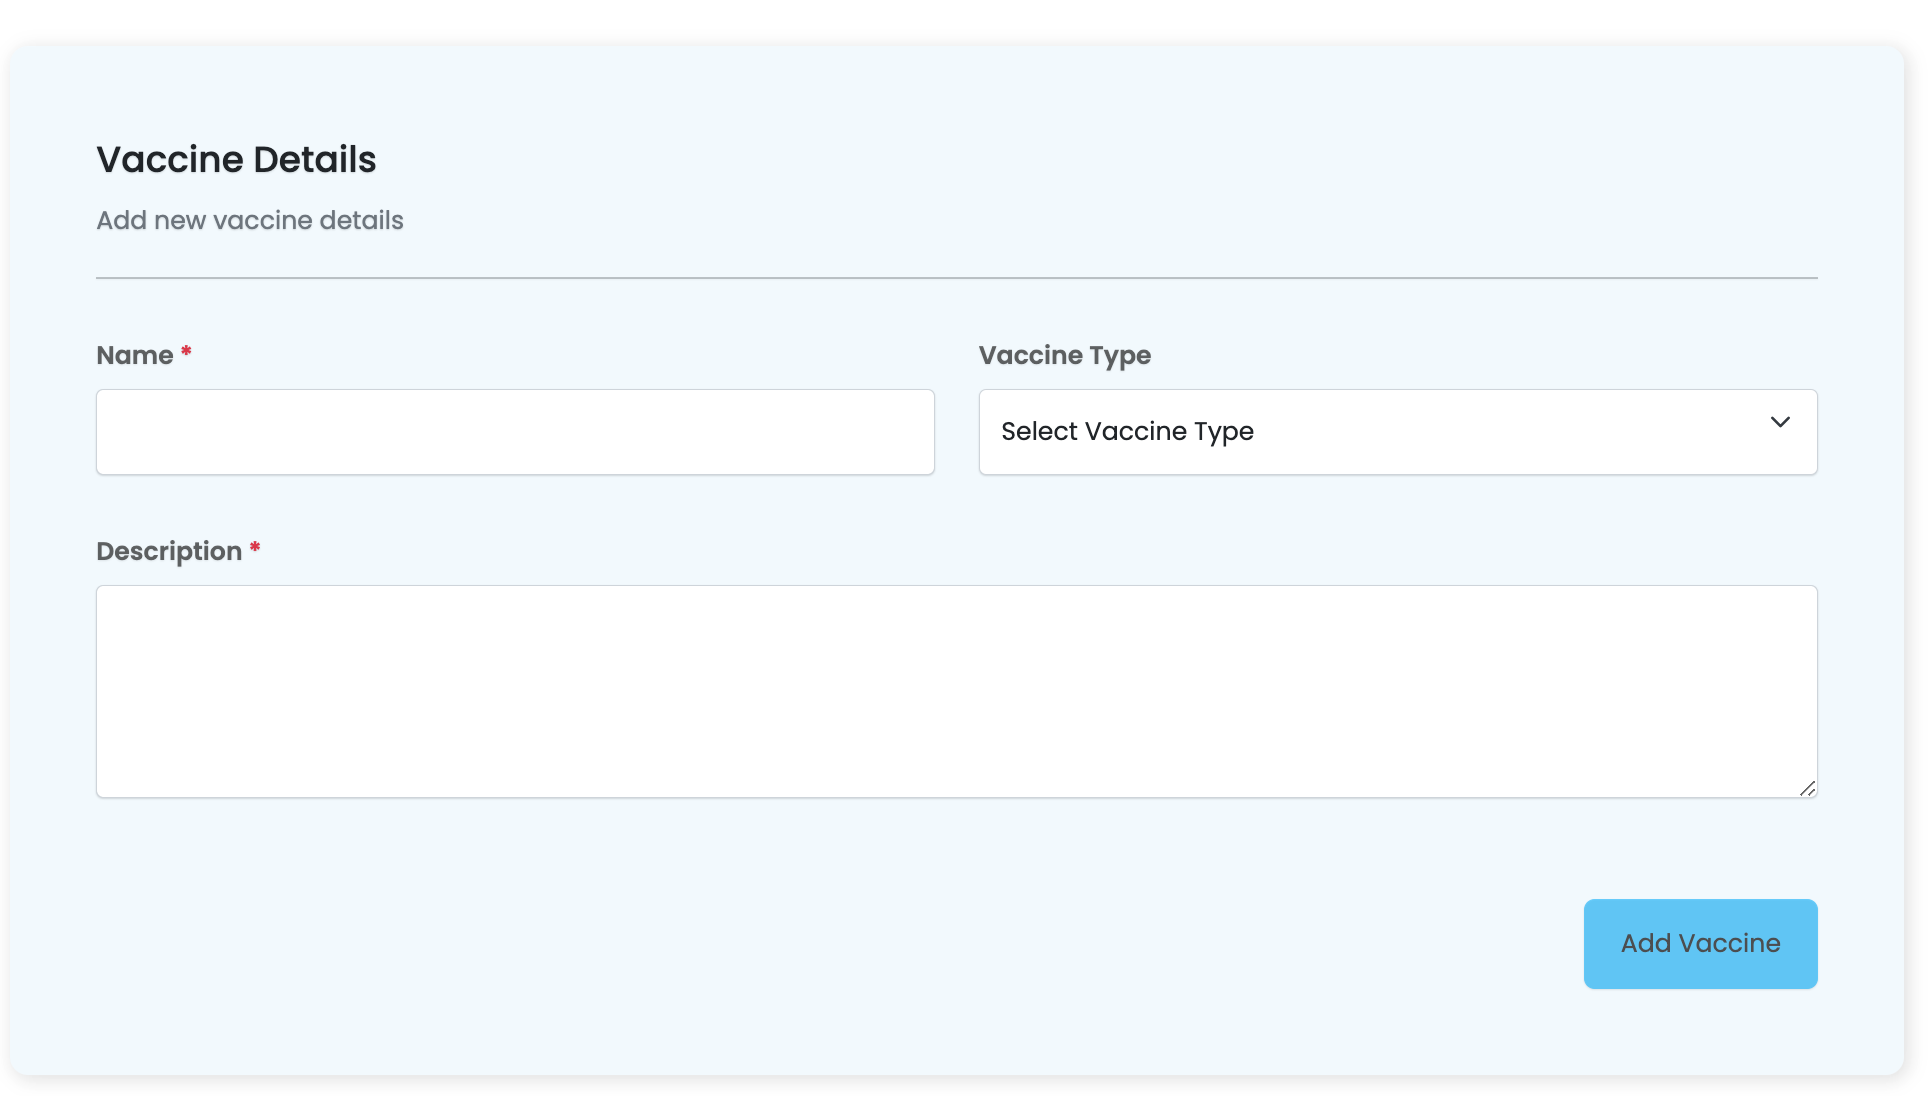 Vaccine Details
Add new vaccine details
Name *
Vaccine Type
Select Vaccine Type
Description *
Add Vaccine